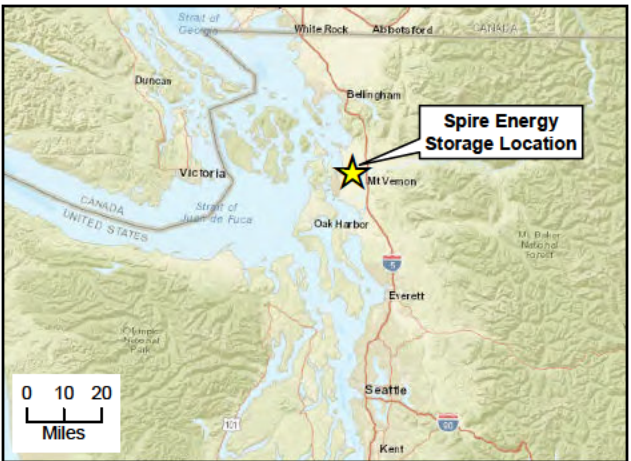 Strait of
Georgia
White Rock
Abbotsford
CANADA
Duncan
Bellingham
Spire Energy
Storage Location
Victoria
Mt Vernon
CANADA
UNITED STATES
Strait of
Juan de Fuca
Oak Harbor
Mt Baker
National
Forest
5
Everett
Olympic
National
Park
0 10 20
Miles
Seattle
101
90
Kent